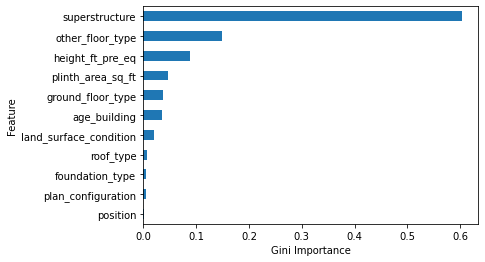 superstructure
other_floor_type
height_ft_pre_eq
plinth_area_sq_ft
ground_floor_type
age_building
land_surface_condition
roof_type
foundation_type
plan_configuration
position
Feature
0.0 0.1 0.2 0.3 0.4 0.5 0.6
Gini Importance